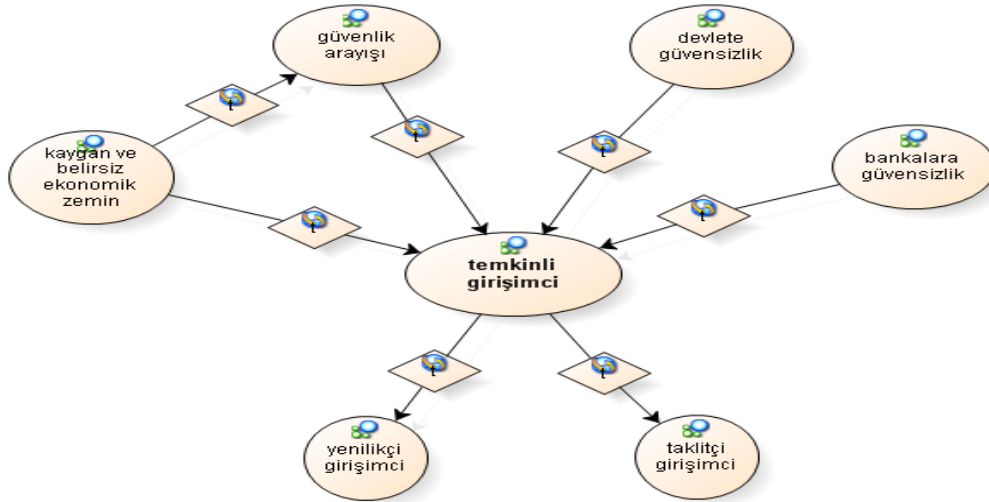 güvenlik
arayışı
devlete
güvensizlik
t
t
t
kaygan ve
belirsiz
ekonomik
zemin
bankalara
güvensizlik
t
t
temkinli
girişimci
t
t
yenilikçi
girişimci
taklitçi
girişimci